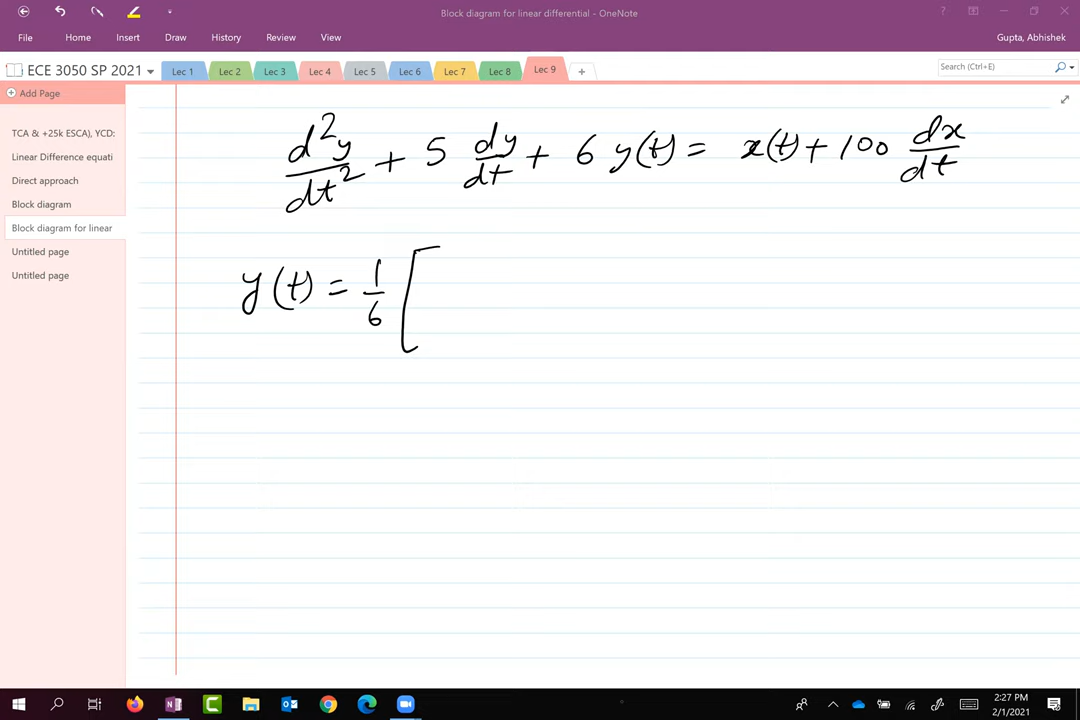 Block diagram for linear differential - OneNote
File Home Insert Draw History Review View
Gupta, Abhishek
ECE 3050 SP 2021 Lec 1 Lec 2 Lec 3 Lec 4 Lec 5 Lec 6 Lec 7 Lec 8 Lec 9
Search (Ctrl+E)
Add Page
TCA & +25k ESCA), YCD:
Linear Difference equati
Direct approach
Block diagram
Block diagram for linear
Untitled page
Untitled page
d²y/dt² + 5 dy/dt + 6 y(t) = x(t) + 100 dx/dt
y(t) = 1/6 [
2:27 PM
2/1/2021